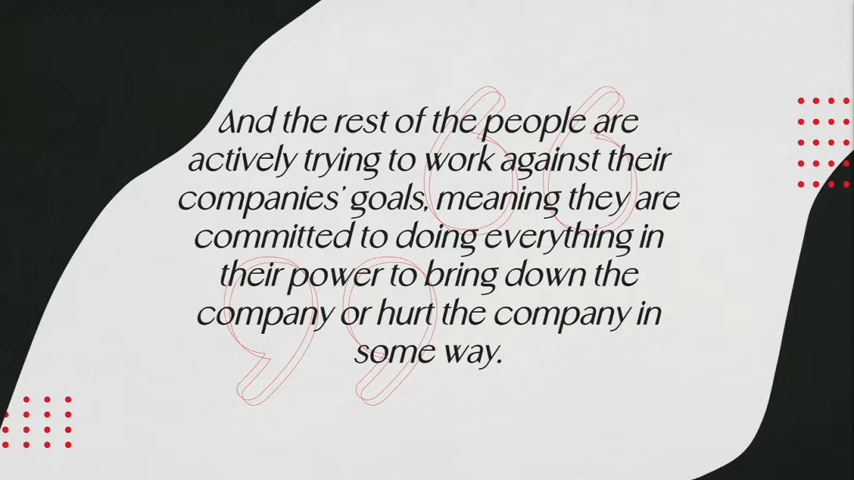 And the rest of the people are
actively trying to work against their
companies' goals, meaning they are
committed to doing everything in
their power to bring down the
company or hurt the company in
some way.